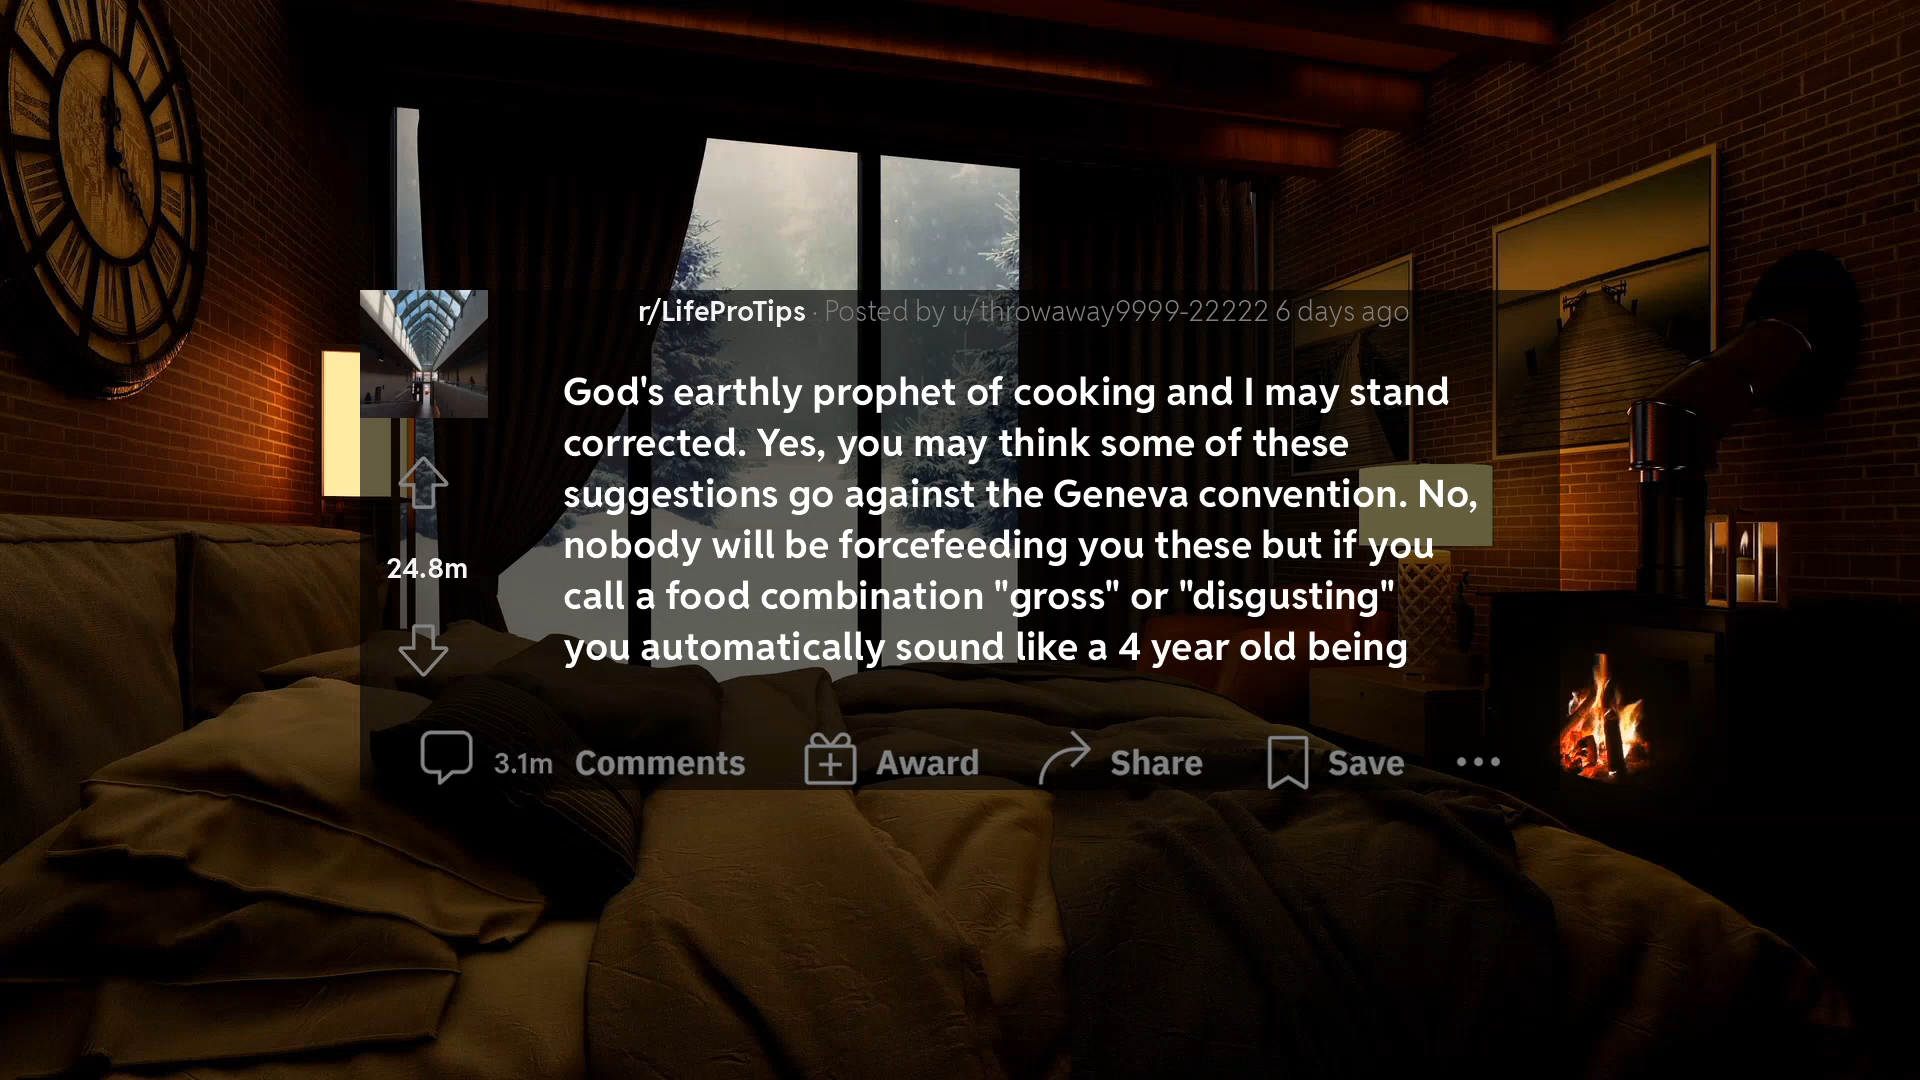 r/LifeProTips · Posted by u/throwaway9999-22222 6 days ago
God's earthly prophet of cooking and I may stand
corrected. Yes, you may think some of these
suggestions go against the Geneva convention. No,
nobody will be forcefeeding you these but if you
call a food combination "gross" or "disgusting"
you automatically sound like a 4 year old being
24.8m
3.1m Comments Award Share Save